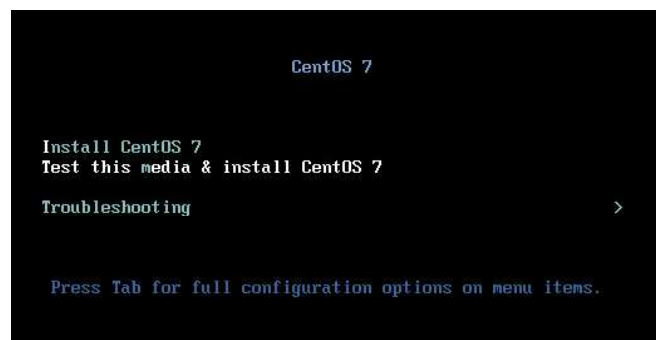 CentOS 7
Install CentOS 7
Test this media & install CentOS 7
Troubleshooting >
Press Tab for full configuration options on menu items.